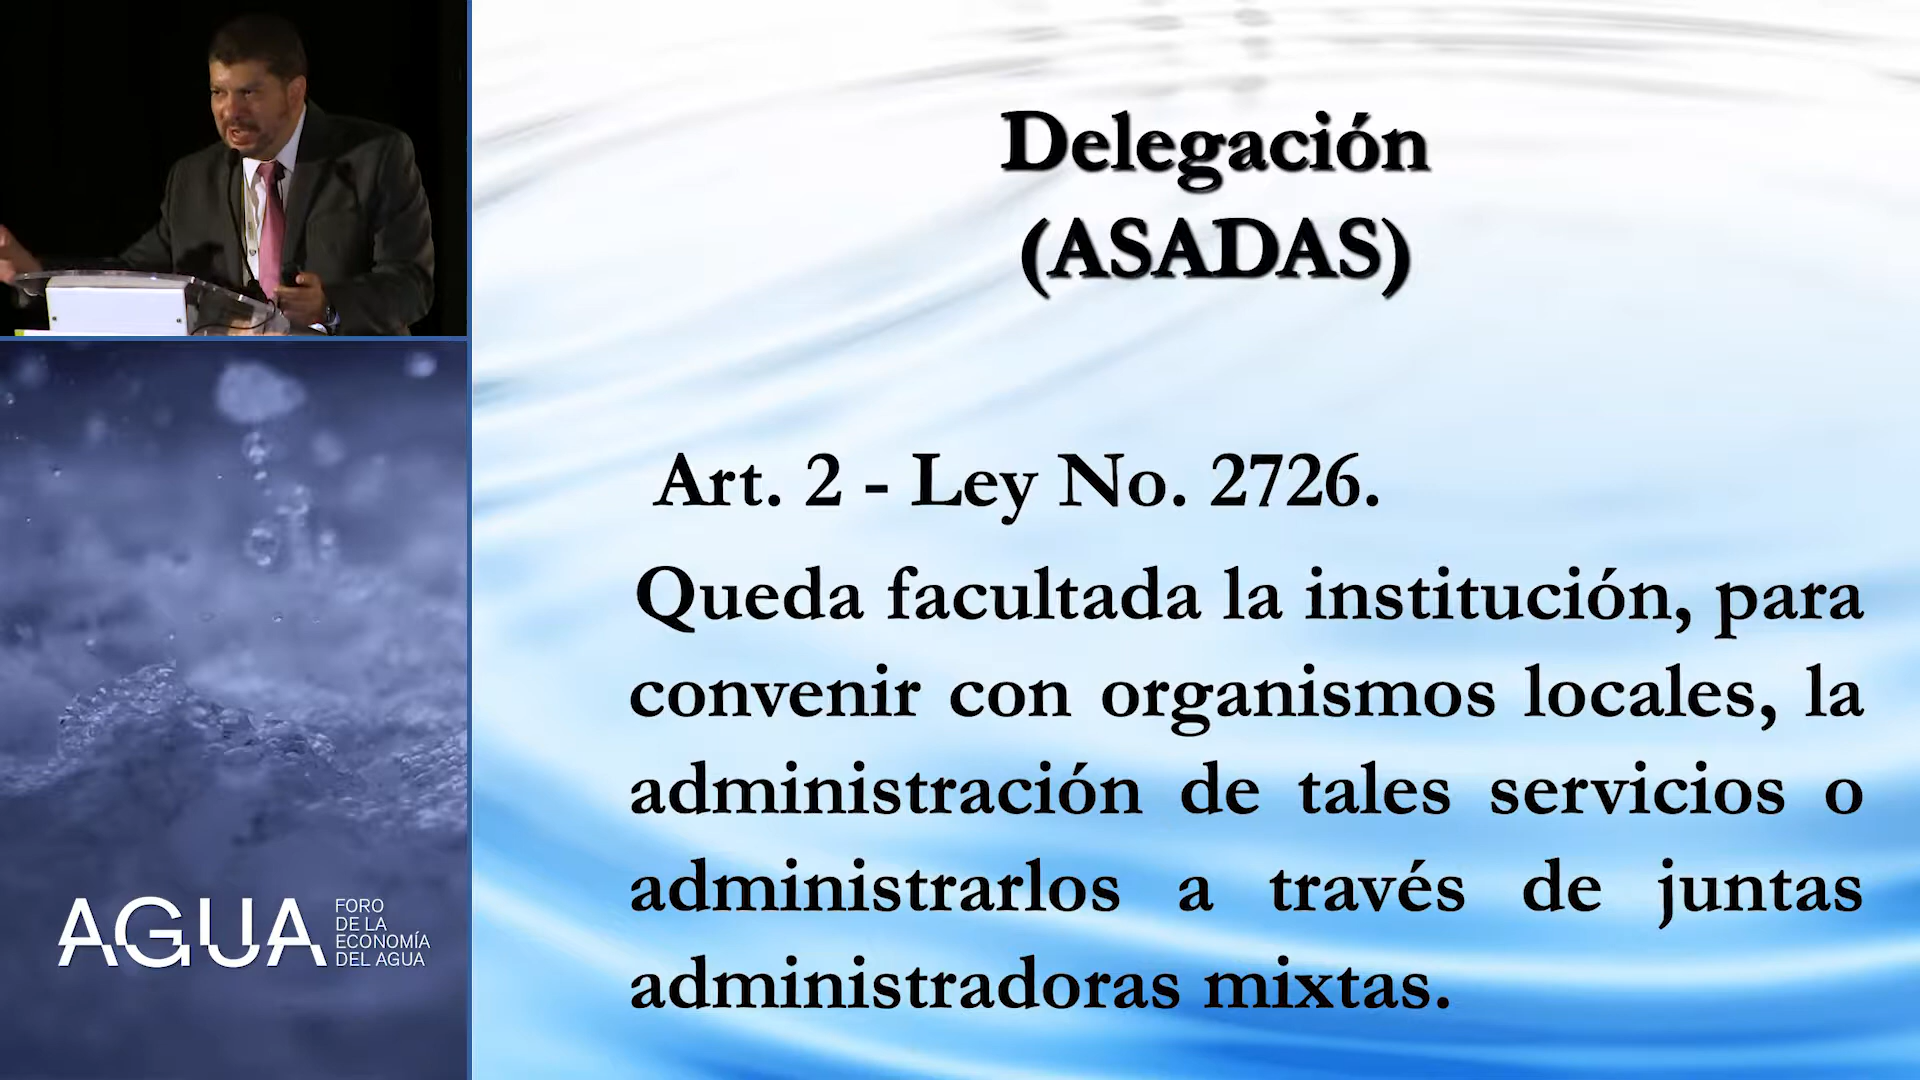 Delegación
(ASADAS)
Art. 2 - Ley No. 2726.
Queda facultada la institución, para
convenir con organismos locales, la
administración de tales servicios o
administrarlos a través de juntas
administradoras mixtas.
AGUA
FORO
DE LA
ECONOMÍA
DEL AGUA